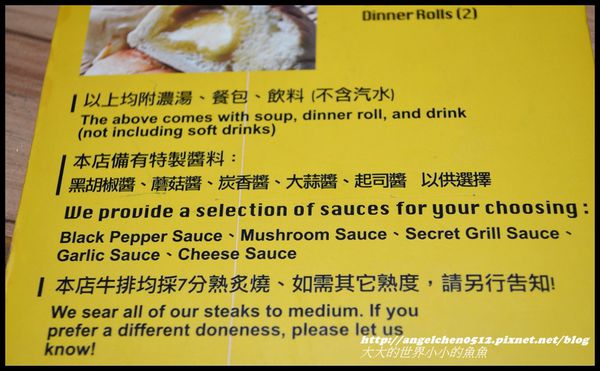 Dinner Rolls (2)
以上均附濃湯、餐包、飲料 (不含汽水)
The above comes with soup, dinner roll, and drink
(not including soft drinks)
本店備有特製醬料：
黑胡椒醬、蘑菇醬、炭香醬、大蒜醬、起司醬 以供選擇
We provide a selection of sauces for your choosing :
Black Pepper Sauce、Mushroom Sauce、Secret Grill Sauce、
Garlic Sauce、Cheese Sauce
本店牛排均採7分熟炙燒、如需其它熟度，請另行告知!
We sear all of our steaks to medium. If you
prefer a different doneness, please let us
know!
http://angelchen0512.pixnet.net/blog
大大的世界小小的魚魚